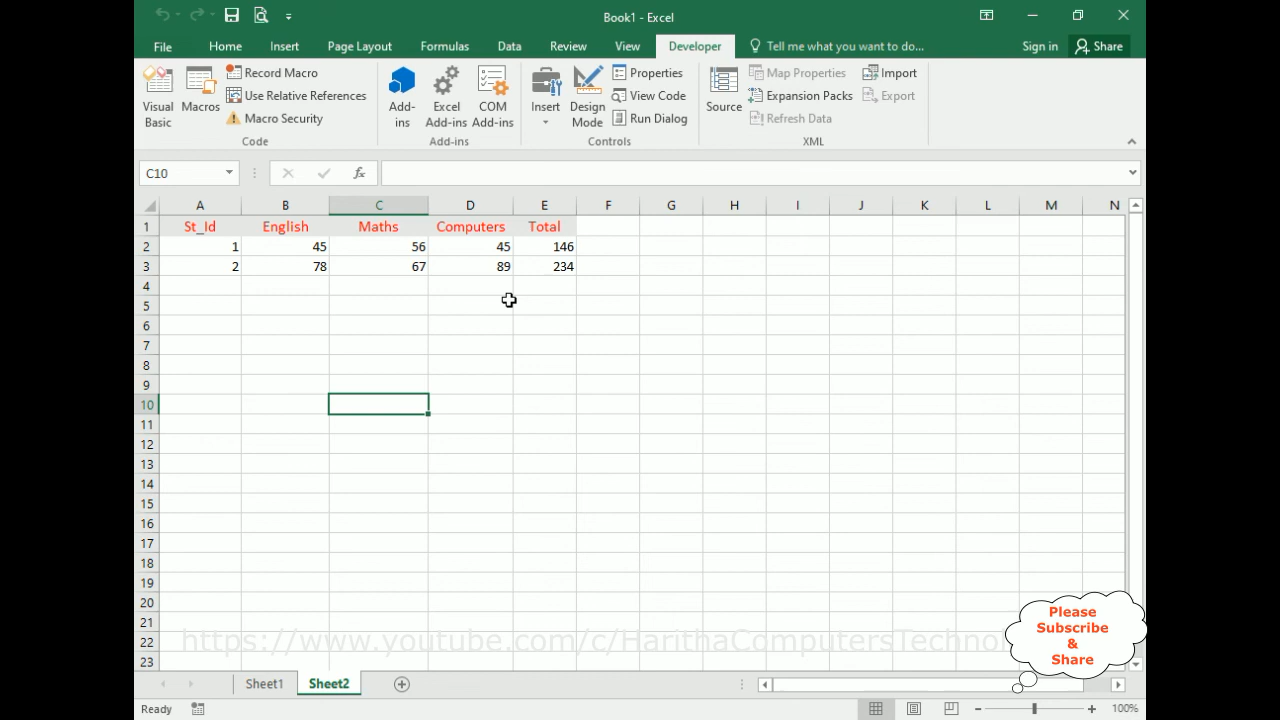 Book1 - Excel
File Home Insert Page Layout Formulas Data Review View Developer Tell me what you want to do... Sign in Share
Visual Basic
Macros
Record Macro
Use Relative References
Macro Security
Code
Add-ins
Excel Add-ins
COM Add-ins
Add-ins
Insert
Design Mode
Properties
View Code
Run Dialog
Controls
Source
Map Properties
Expansion Packs
Refresh Data
Import
Export
XML
C10 fx
A B C D E F G H I J K L M N
1 St_Id English Maths Computers Total
2 1 45 56 45 146
3 2 78 67 89 234
4
5
6
7
8
9
10
11
12
13
14
15
16
17
18
19
20
21
22
23
https://www.youtube.com/c/HarithaComputersTechno
Please
Subscribe
&
Share
Sheet1 Sheet2
Ready 100%